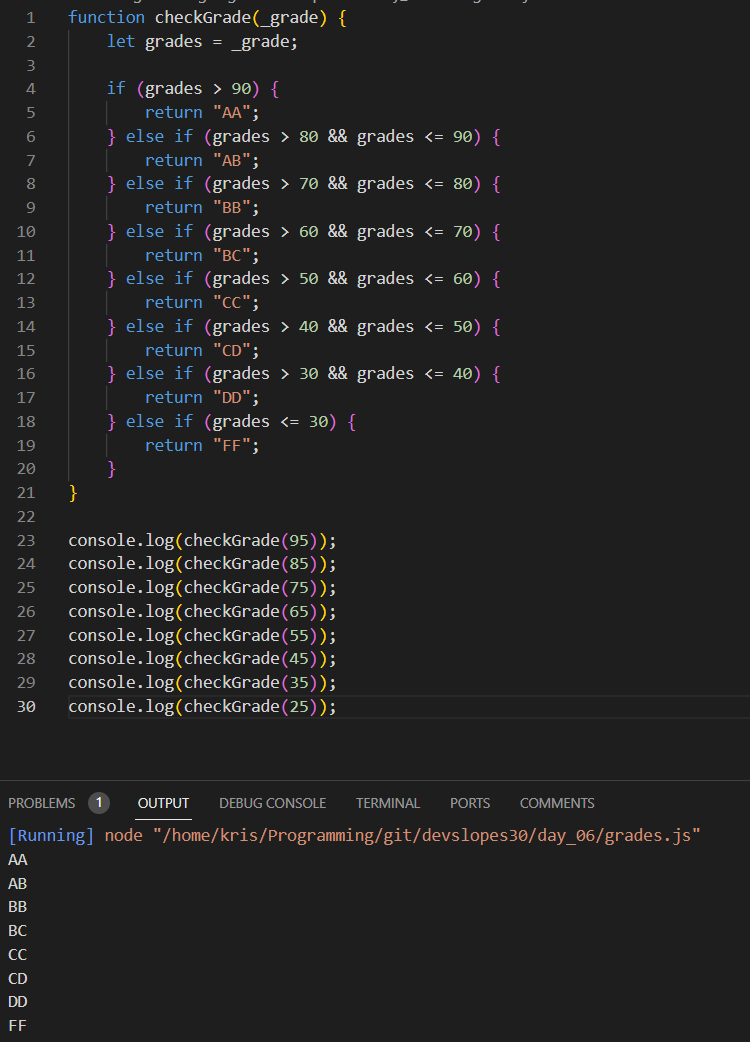 1 function checkGrade(_grade) {
2     let grades = _grade;
3
4     if (grades > 90) {
5         return "AA";
6     } else if (grades > 80 && grades <= 90) {
7         return "AB";
8     } else if (grades > 70 && grades <= 80) {
9         return "BB";
10     } else if (grades > 60 && grades <= 70) {
11         return "BC";
12     } else if (grades > 50 && grades <= 60) {
13         return "CC";
14     } else if (grades > 40 && grades <= 50) {
15         return "CD";
16     } else if (grades > 30 && grades <= 40) {
17         return "DD";
18     } else if (grades <= 30) {
19         return "FF";
20     }
21 }
22
23 console.log(checkGrade(95));
24 console.log(checkGrade(85));
25 console.log(checkGrade(75));
26 console.log(checkGrade(65));
27 console.log(checkGrade(55));
28 console.log(checkGrade(45));
29 console.log(checkGrade(35));
30 console.log(checkGrade(25));
PROBLEMS 1 OUTPUT DEBUG CONSOLE TERMINAL PORTS COMMENTS
[Running] node "/home/kris/Programming/git/devslopes30/day_06/grades.js"
AA
AB
BB
BC
CC
CD
DD
FF